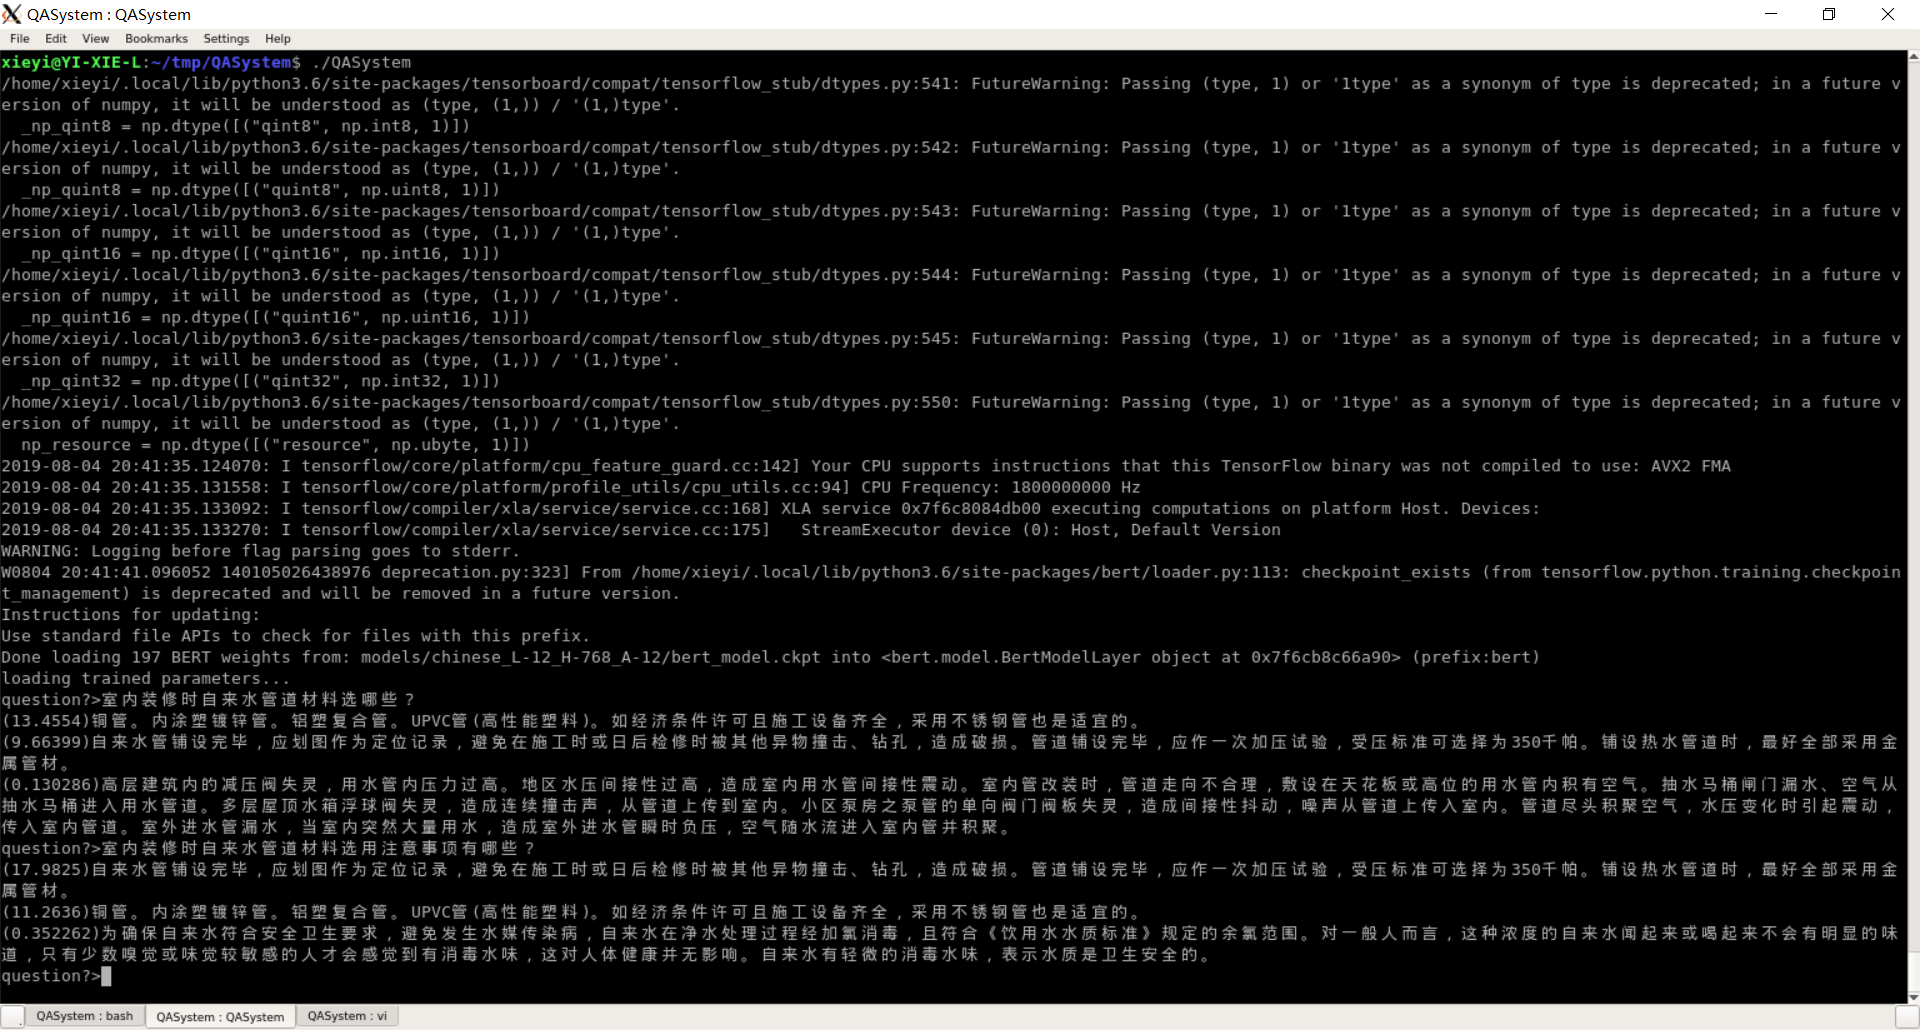 QASystem : QASystem
File Edit View Bookmarks Settings Help
xieyi@YI-XIE-L:~/tmp/QASystem$ ./QASystem
/home/xieyi/.local/lib/python3.6/site-packages/tensorboard/compat/tensorflow_stub/dtypes.py:541: FutureWarning: Passing (type, 1) or '1type' as a synonym of type is deprecated; in a future v
ersion of numpy, it will be understood as (type, (1,)) / '(1,)type'.
  _np_qint8 = np.dtype([("qint8", np.int8, 1)])
/home/xieyi/.local/lib/python3.6/site-packages/tensorboard/compat/tensorflow_stub/dtypes.py:542: FutureWarning: Passing (type, 1) or '1type' as a synonym of type is deprecated; in a future v
ersion of numpy, it will be understood as (type, (1,)) / '(1,)type'.
  _np_quint8 = np.dtype([("quint8", np.uint8, 1)])
/home/xieyi/.local/lib/python3.6/site-packages/tensorboard/compat/tensorflow_stub/dtypes.py:543: FutureWarning: Passing (type, 1) or '1type' as a synonym of type is deprecated; in a future v
ersion of numpy, it will be understood as (type, (1,)) / '(1,)type'.
  _np_qint16 = np.dtype([("qint16", np.int16, 1)])
/home/xieyi/.local/lib/python3.6/site-packages/tensorboard/compat/tensorflow_stub/dtypes.py:544: FutureWarning: Passing (type, 1) or '1type' as a synonym of type is deprecated; in a future v
ersion of numpy, it will be understood as (type, (1,)) / '(1,)type'.
  _np_quint16 = np.dtype([("quint16", np.uint16, 1)])
/home/xieyi/.local/lib/python3.6/site-packages/tensorboard/compat/tensorflow_stub/dtypes.py:545: FutureWarning: Passing (type, 1) or '1type' as a synonym of type is deprecated; in a future v
ersion of numpy, it will be understood as (type, (1,)) / '(1,)type'.
  _np_qint32 = np.dtype([("qint32", np.int32, 1)])
/home/xieyi/.local/lib/python3.6/site-packages/tensorboard/compat/tensorflow_stub/dtypes.py:550: FutureWarning: Passing (type, 1) or '1type' as a synonym of type is deprecated; in a future v
ersion of numpy, it will be understood as (type, (1,)) / '(1,)type'.
  np_resource = np.dtype([("resource", np.ubyte, 1)])
2019-08-04 20:41:35.124070: I tensorflow/core/platform/cpu_feature_guard.cc:142] Your CPU supports instructions that this TensorFlow binary was not compiled to use: AVX2 FMA
2019-08-04 20:41:35.131558: I tensorflow/core/platform/profile_utils/cpu_utils.cc:94] CPU Frequency: 1800000000 Hz
2019-08-04 20:41:35.133092: I tensorflow/compiler/xla/service/service.cc:168] XLA service 0x7f6c8084db00 executing computations on platform Host. Devices:
2019-08-04 20:41:35.133270: I tensorflow/compiler/xla/service/service.cc:175]   StreamExecutor device (0): Host, Default Version
WARNING: Logging before flag parsing goes to stderr.
W0804 20:41:41.096052 140105026438976 deprecation.py:323] From /home/xieyi/.local/lib/python3.6/site-packages/bert/loader.py:113: checkpoint_exists (from tensorflow.python.training.checkpoin
t_management) is deprecated and will be removed in a future version.
Instructions for updating:
Use standard file APIs to check for files with this prefix.
Done loading 197 BERT weights from: models/chinese_L-12_H-768_A-12/bert_model.ckpt into <bert.model.BertModelLayer object at 0x7f6cb8c66a90> (prefix:bert)
loading trained parameters...
question?>室内装修时自来水管道材料选哪些？
(13.4554)铜管。内涂塑镀锌管。铝塑复合管。UPVC管(高性能塑料)。如经济条件许可且施工设备齐全，采用不锈钢管也是适宜的。
(9.66399)自来水管铺设完毕，应划图作为定位记录，避免在施工时或日后检修时被其他异物撞击、钻孔，造成破损。管道铺设完毕，应作一次加压试验，受压标准可选择为350千帕。铺设热水管道时，最好全部采用金
属管材。
(0.130286)高层建筑内的减压阀失灵，用水管内压力过高。地区水压间接性过高，造成室内用水管间接性震动。室内管改装时，管道走向不合理，敷设在天花板或高位的用水管内积有空气。抽水马桶闸门漏水、空气从
抽水马桶进入用水管道。多层屋顶水箱浮球阀失灵，造成连续撞击声，从管道上传到室内。小区泵房之泵管的单向阀门阀板失灵，造成间接性抖动，噪声从管道上传入室内。管道尽头积聚空气，水压变化时引起震动，
传入室内管道。室外进水管漏水，当室内突然大量用水，造成室外进水管瞬时负压，空气随水流进入室内管并积聚。
question?>室内装修时自来水管道材料选用注意事项有哪些？
(17.9825)自来水管铺设完毕，应划图作为定位记录，避免在施工时或日后检修时被其他异物撞击、钻孔，造成破损。管道铺设完毕，应作一次加压试验，受压标准可选择为350千帕。铺设热水管道时，最好全部采用金
属管材。
(11.2636)铜管。内涂塑镀锌管。铝塑复合管。UPVC管(高性能塑料)。如经济条件许可且施工设备齐全，采用不锈钢管也是适宜的。
(0.352262)为确保自来水符合安全卫生要求，避免发生水媒传染病，自来水在净水处理过程经加氯消毒，且符合《饮用水水质标准》规定的余氯范围。对一般人而言，这种浓度的自来水闻起来或喝起来不会有明显的味
道，只有少数嗅觉或味觉较敏感的人才会感觉到有消毒水味，这对人体健康并无影响。自来水有轻微的消毒水味，表示水质是卫生安全的。
question?>
QASystem : bash QASystem : QASystem QASystem : vi